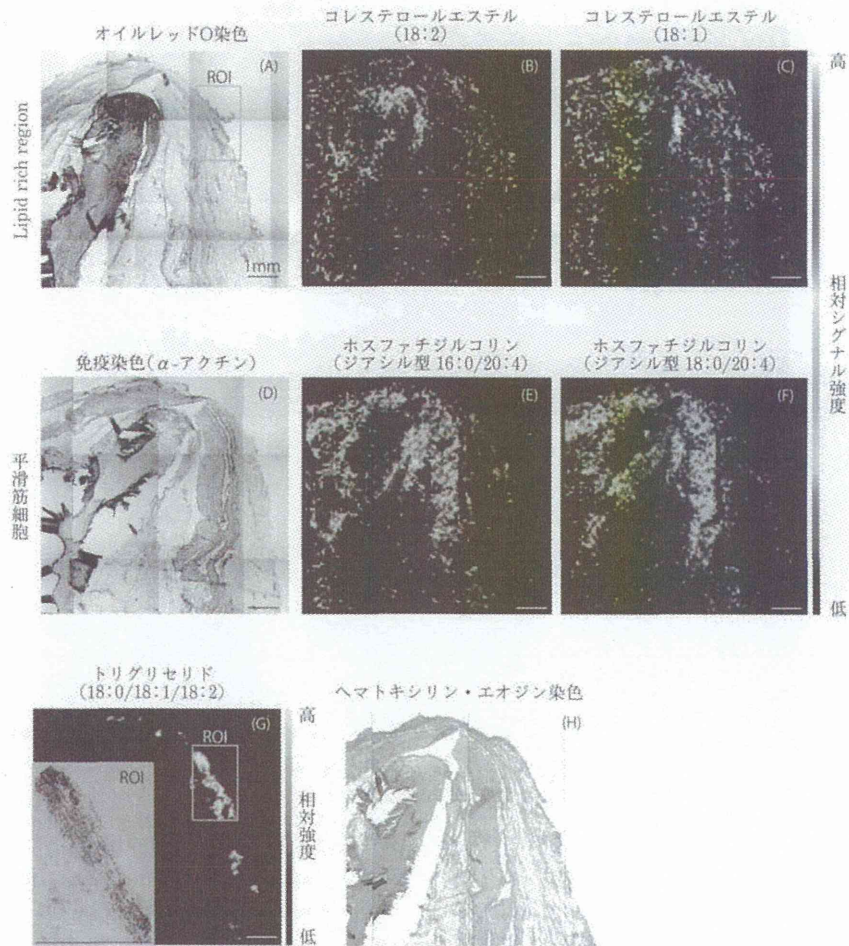 コレステロールエステル
(18:2)
コレステロールエステル
(18:1)
オイルレッドO染色
(A)
ROI
1mm
(B)
(C)
Lipid rich region
高
相対シグナル強度
低
免疫染色(α-アクチン)
ホスファチジルコリン
(ジアシル型 16:0/20:4)
ホスファチジルコリン
(ジアシル型 18:0/20:4)
(D)
(E)
(F)
平滑筋細胞
トリグリセリド
(18:0/18:1/18:2)
(G)
ROI
ROI
高
相対強度
低
ヘマトキシリン・エオジン染色
(H)